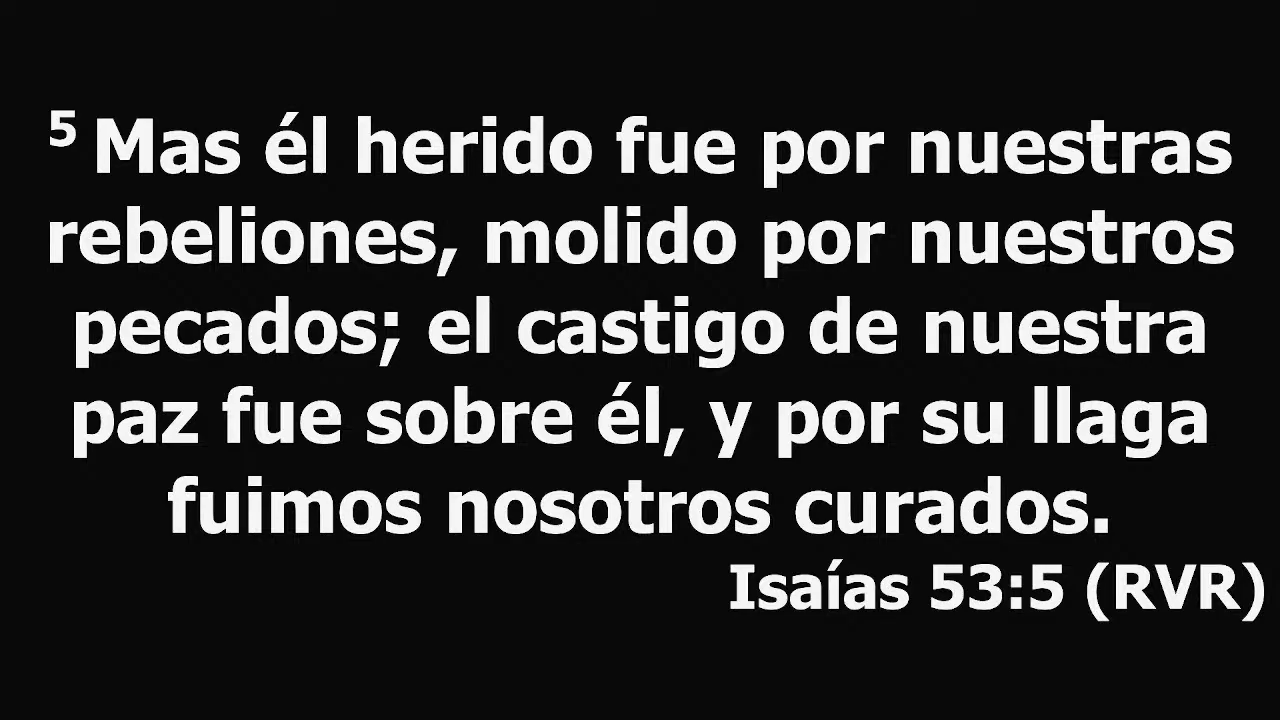 5 Mas él herido fue por nuestras
rebeliones, molido por nuestros
pecados; el castigo de nuestra
paz fue sobre él, y por su llaga
fuimos nosotros curados.
Isaías 53:5 (RVR)